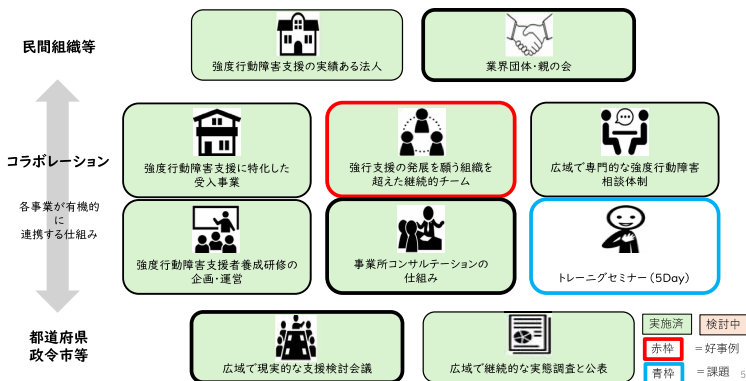 民間組織等
強度行動障害支援の実績ある法人
業界団体・親の会
コラボレーション
各事業が有機的
に
連携する仕組み
強度行動障害支援に特化した
受入事業
強行支援の発展を願う組織を
超えた継続的チーム
広域で専門的な強度行動障害
相談体制
強度行動障害支援者養成研修の
企画・運営
事業所コンサルテーションの
仕組み
トレーニグセミナー（5Day）
都道府県
政令市等
広域で現実的な支援検討会議
広域で継続的な実態調査と公表
実施済
検討中
赤枠
＝好事例
青枠
＝課題
5